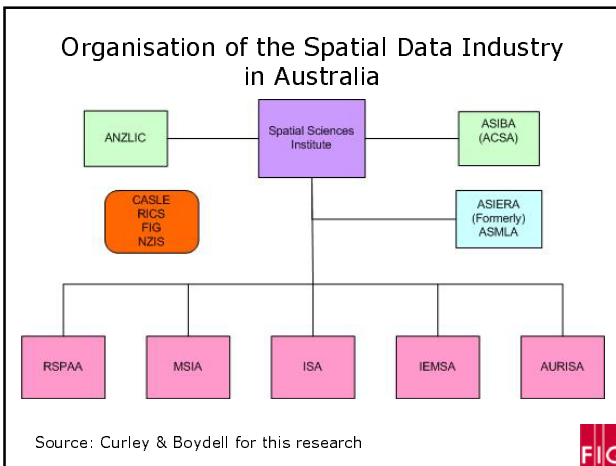 Organisation of the Spatial Data Industry
in Australia
ANZLIC
Spatial Sciences
Institute
ASIBA
(ACSA)
CASLE
RICS
FIG
NZIS
ASIERA
(Formerly)
ASMLA
RSPAA
MSIA
ISA
IEMSA
AURISA
Source: Curley & Boydell for this research
FIG